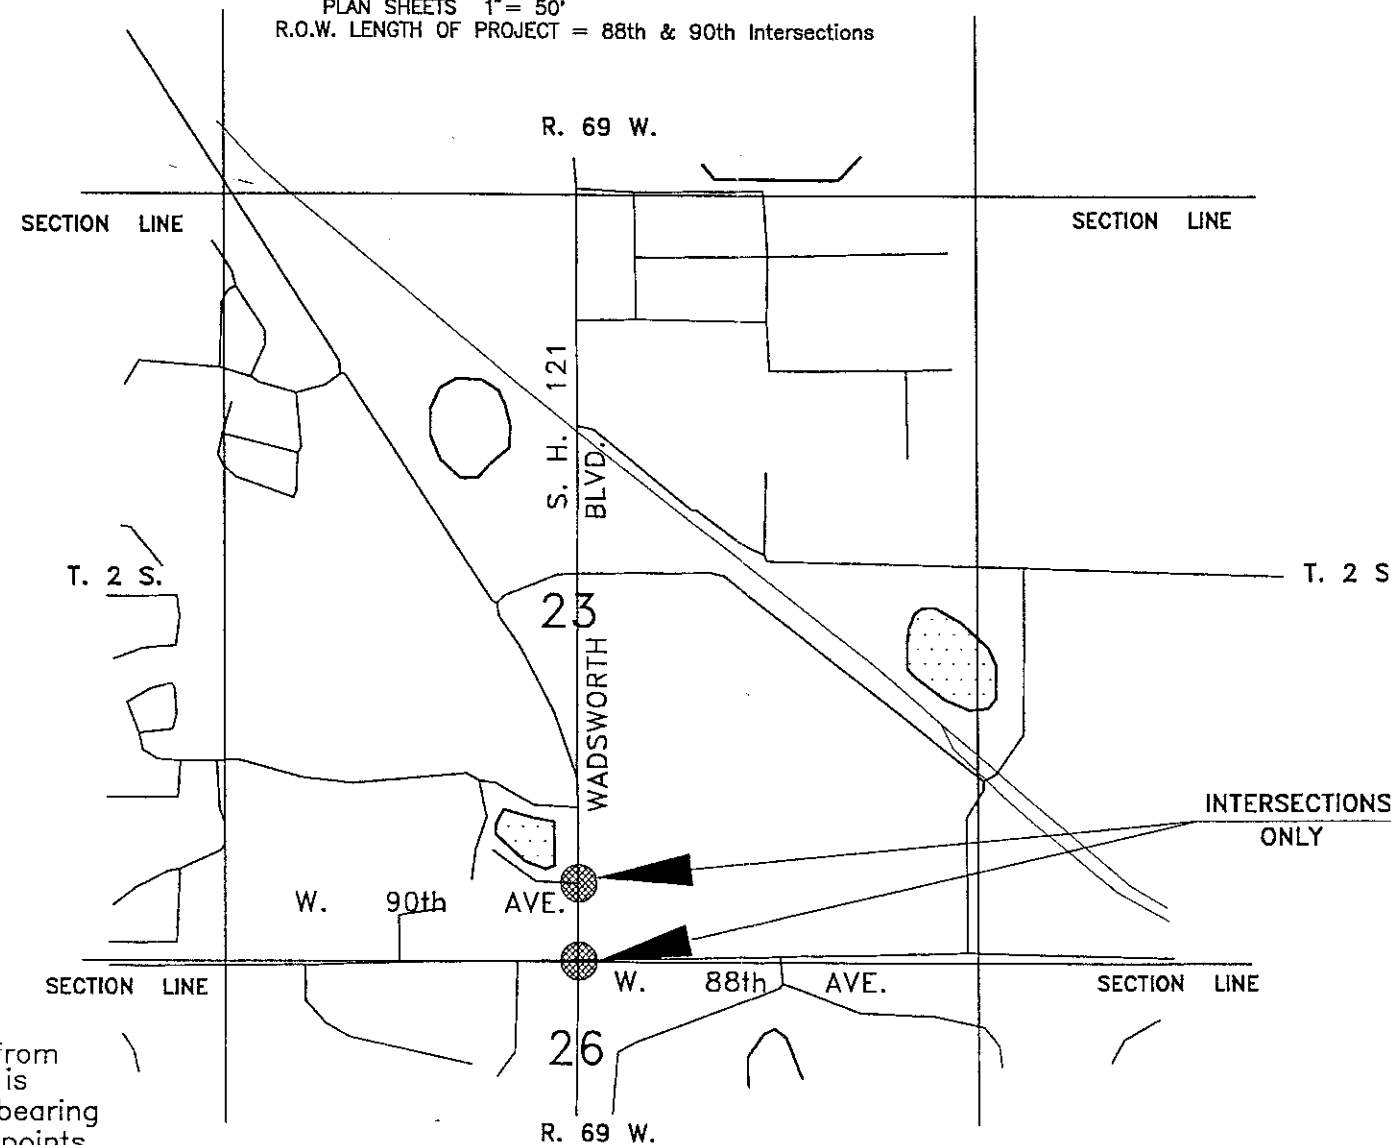 PLAN SHEETS 1"= 50'
R.O.W. LENGTH OF PROJECT = 88th & 90th Intersections
R. 69 W.
SECTION LINE
SECTION LINE
S. H. 121
BLVD.
T. 2 S.
T. 2 S
23
WADSWORTH
INTERSECTIONS
ONLY
W. 90th AVE.
SECTION LINE
W. 88th AVE.
SECTION LINE
26
from
is
bearing
points
R. 69 W.